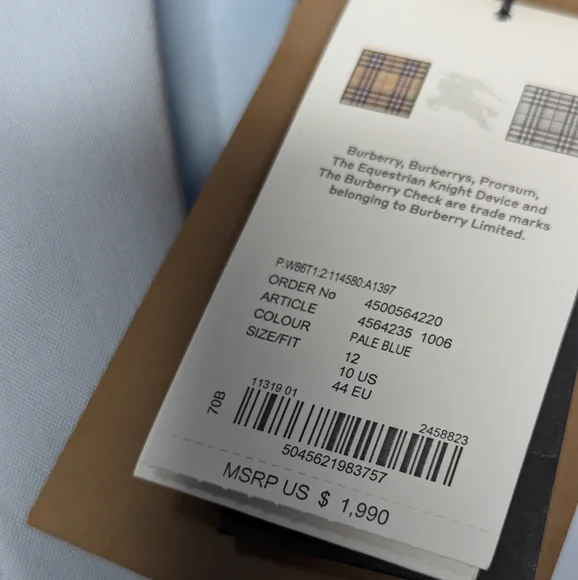 Burberry, Burberrys, Prorsum,
The Equestrian Knight Device and
The Burberry Check are trade marks
belonging to Burberry Limited.
P:W86T1:2:114580:A1397
ORDER No 4500564220
ARTICLE 4564235 1006
COLOUR PALE BLUE
SIZE/FIT 12
10 US
44 EU
70B
11319 01 2458823
5045621983757
MSRP US $ 1,990